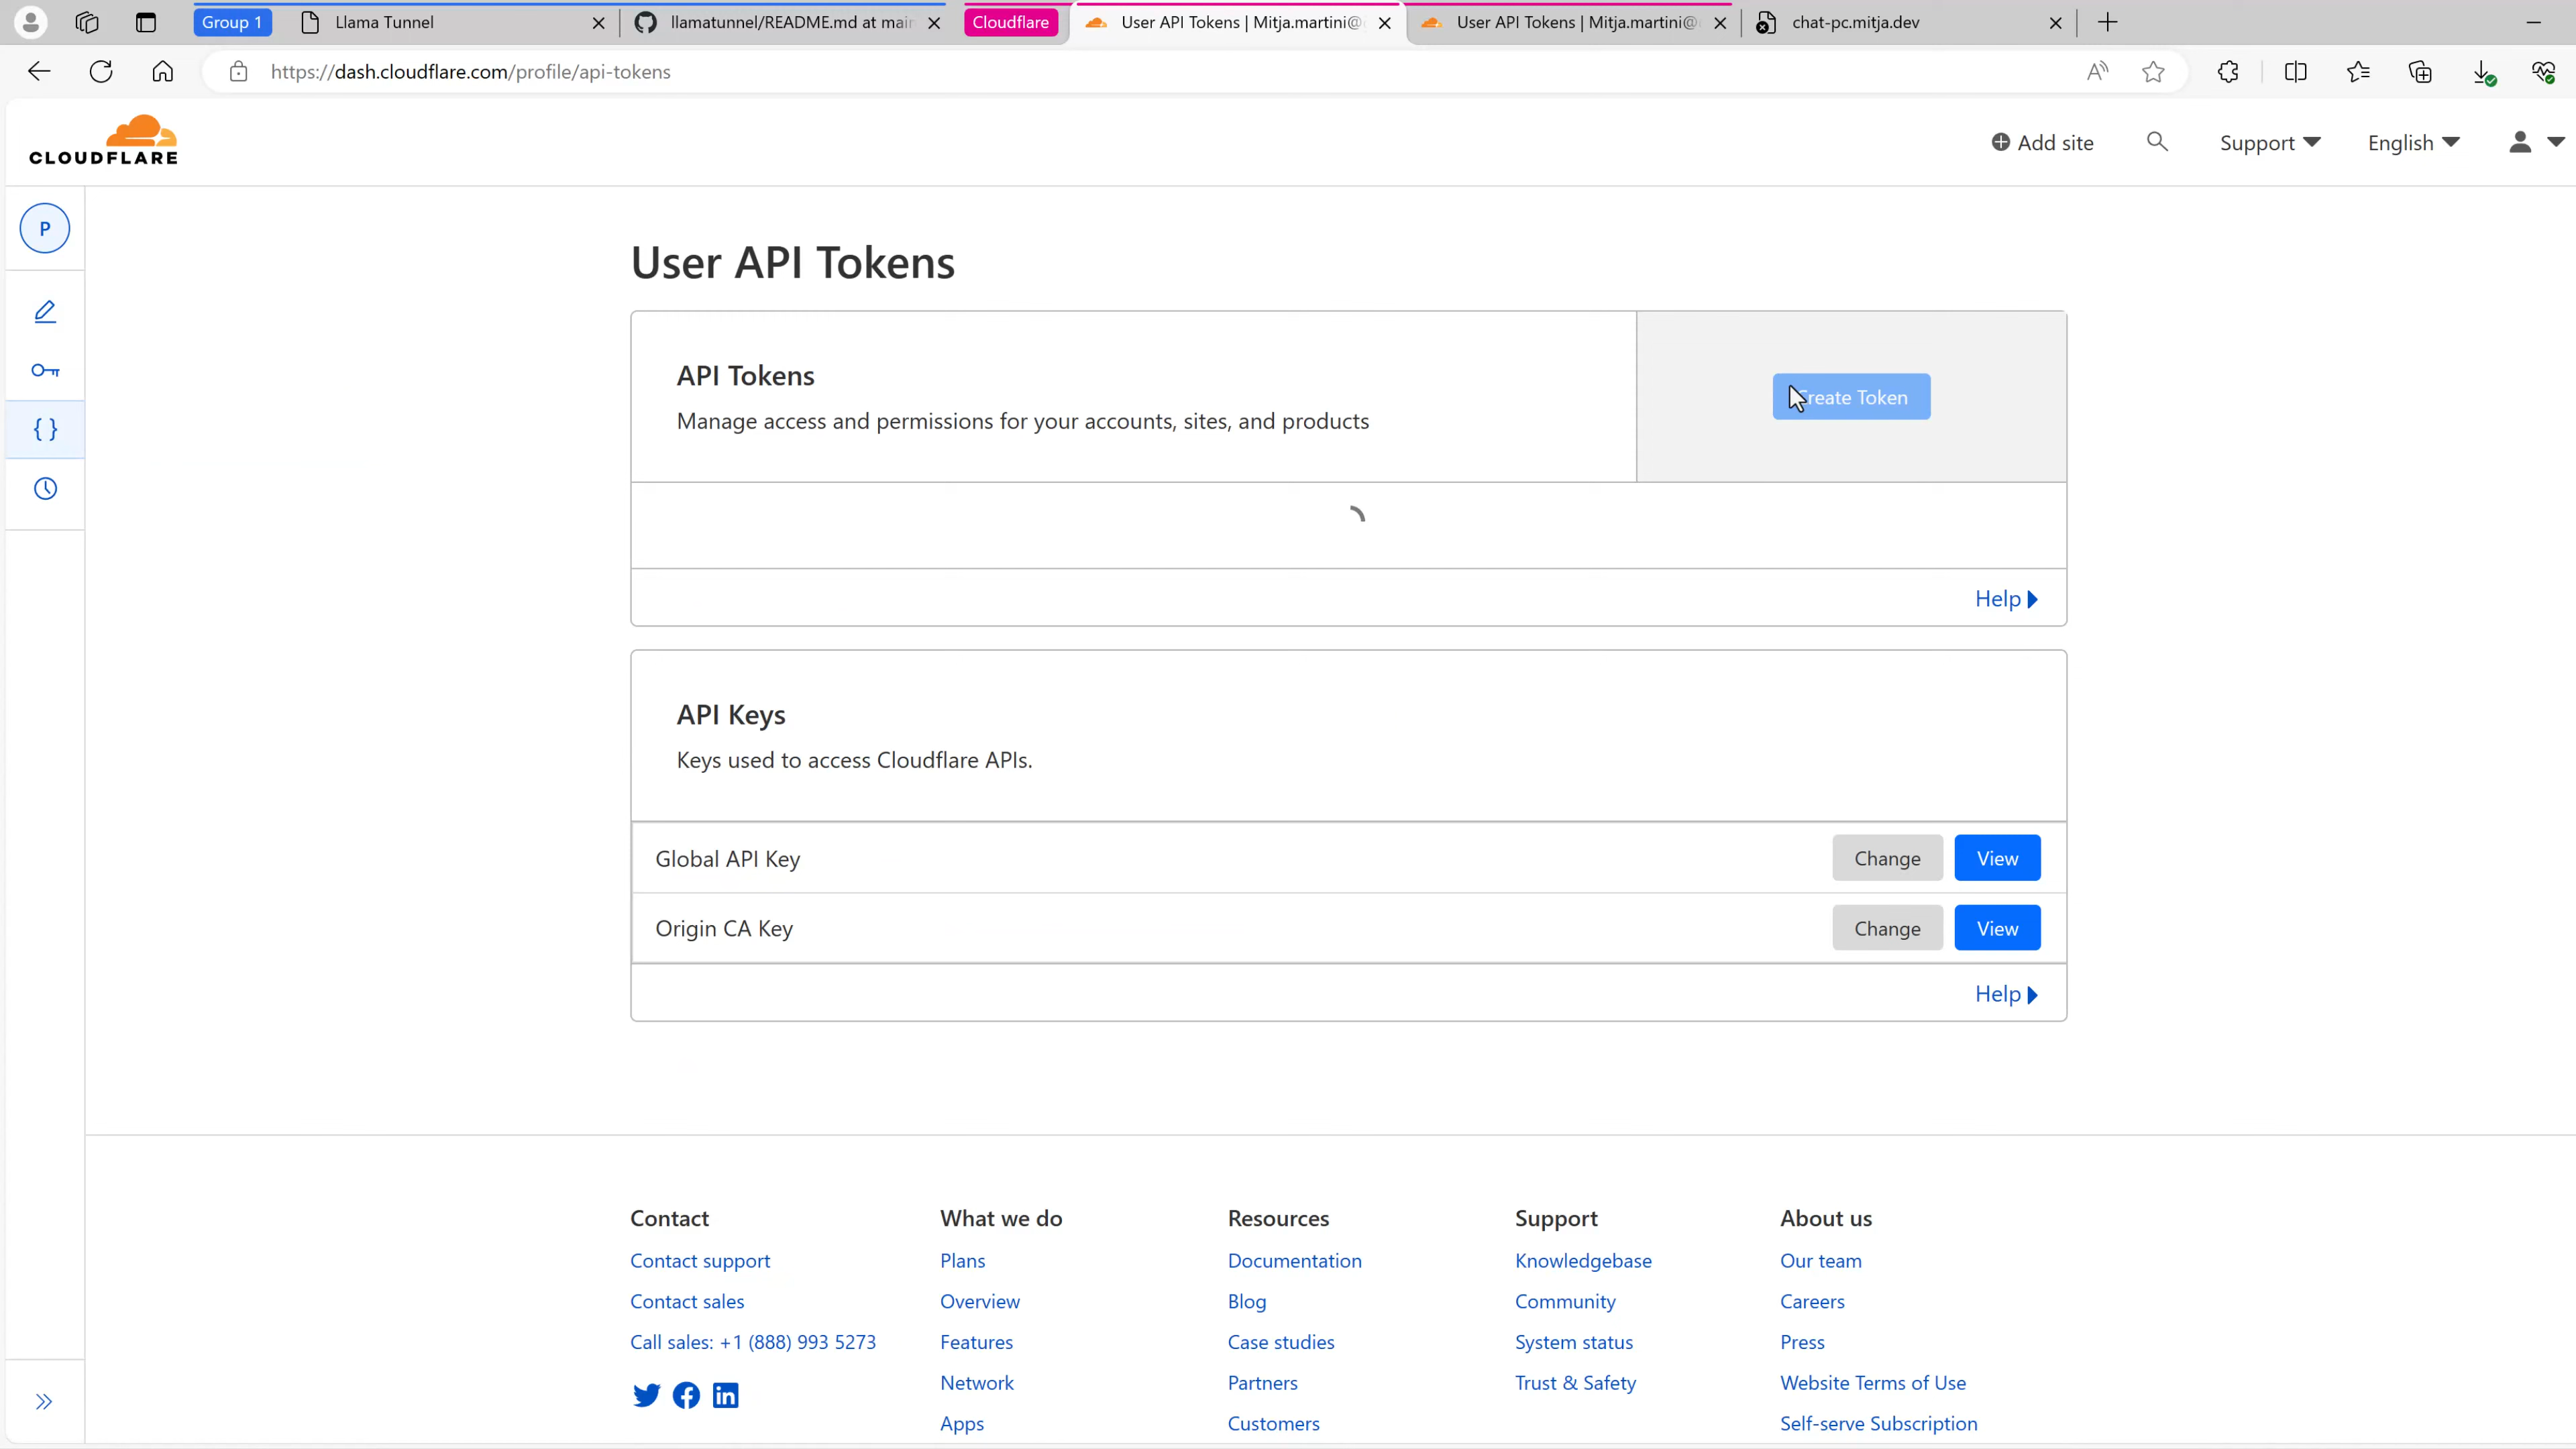 Group 1
Llama Tunnel
llamatunnel/README.md at main
Cloudflare
User API Tokens | Mitja.martini@
User API Tokens | Mitja.martini@
chat-pc.mitja.dev
https://dash.cloudflare.com/profile/api-tokens
CLOUDFLARE
Add site
Support
English
P
User API Tokens
API Tokens
Manage access and permissions for your accounts, sites, and products
Create Token
Help
API Keys
Keys used to access Cloudflare APIs.
Global API Key
Change
View
Origin CA Key
Change
View
Help
Contact
Contact support
Contact sales
Call sales: +1 (888) 993 5273
What we do
Plans
Overview
Features
Network
Apps
Resources
Documentation
Blog
Case studies
Partners
Customers
Support
Knowledgebase
Community
System status
Trust & Safety
About us
Our team
Careers
Press
Website Terms of Use
Self-serve Subscription